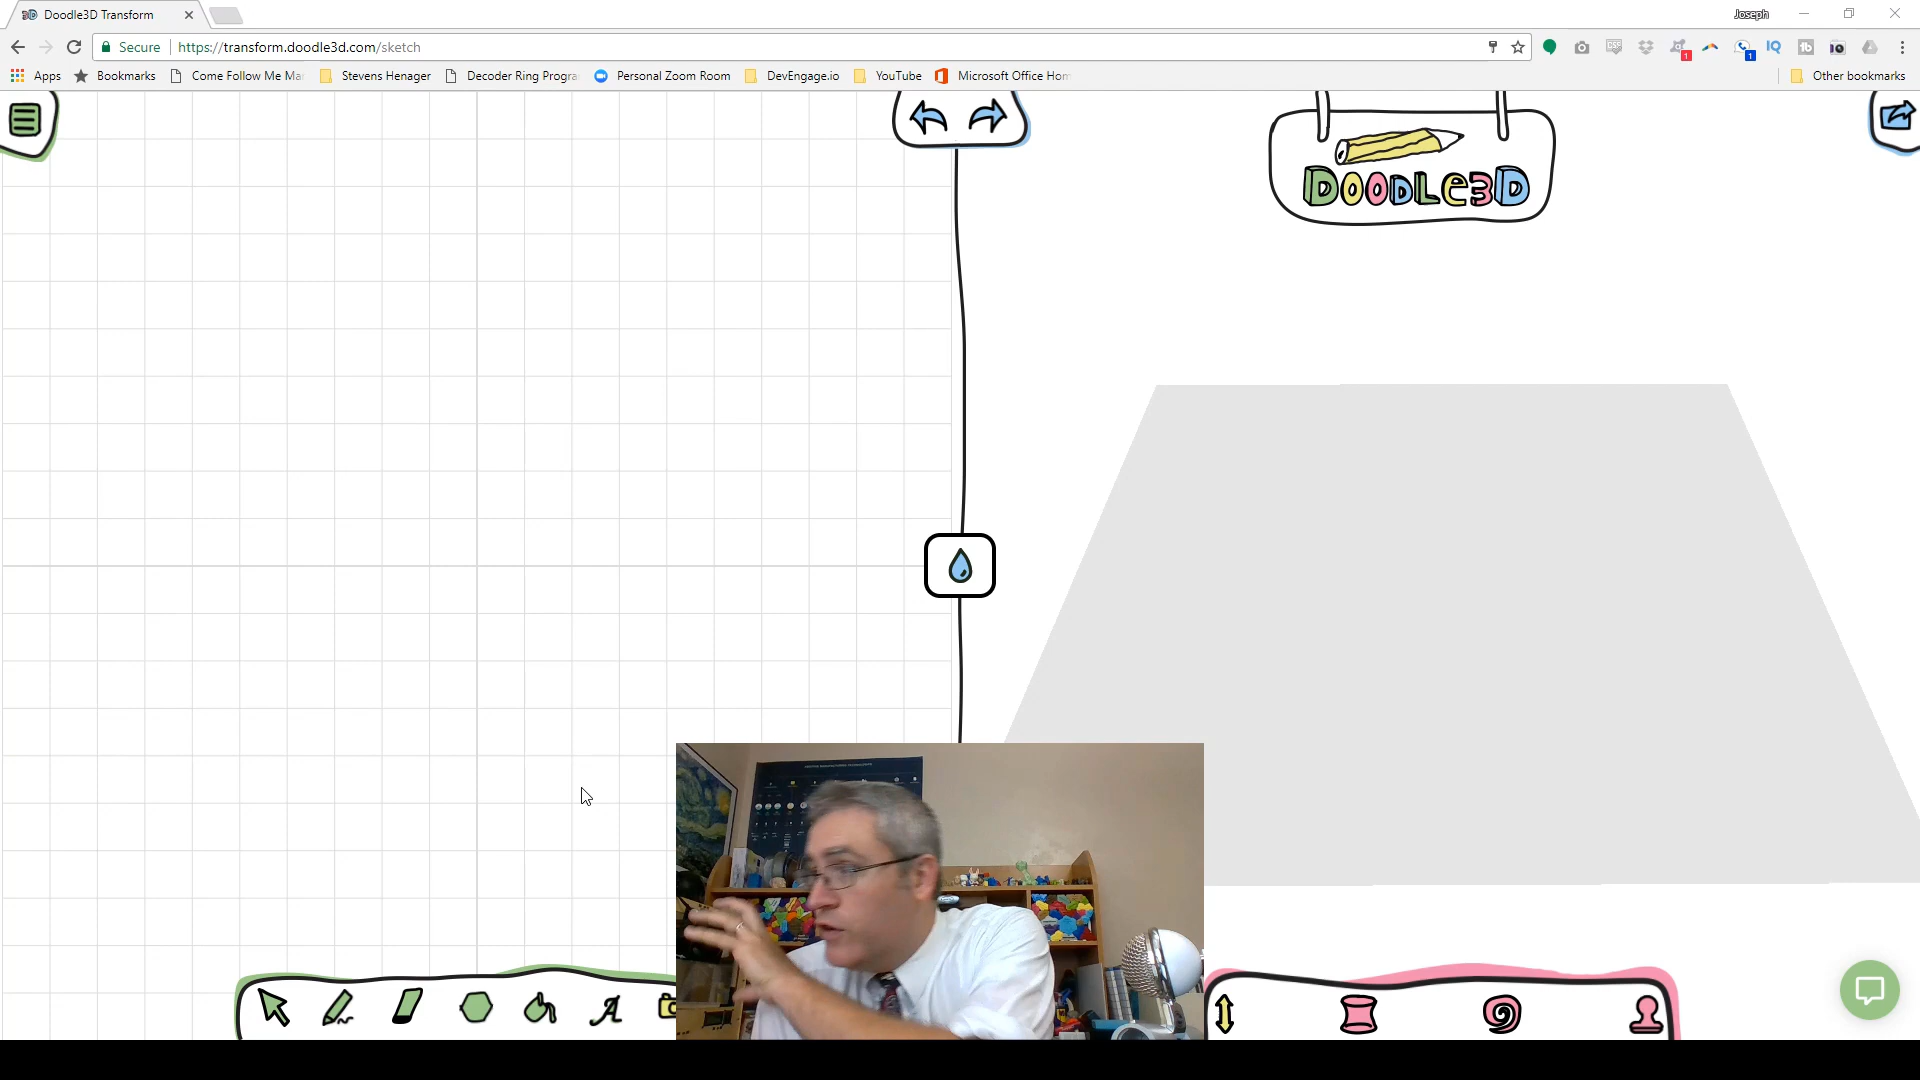 Doodle3D Transform
Joseph
Secure
https://transform.doodle3d.com/sketch
Apps
Bookmarks
Come Follow Me Ma
Stevens Henager
Decoder Ring Progra
Personal Zoom Room
DevEngage.io
YouTube
Microsoft Office Hom
Other bookmarks
DOODLe3D